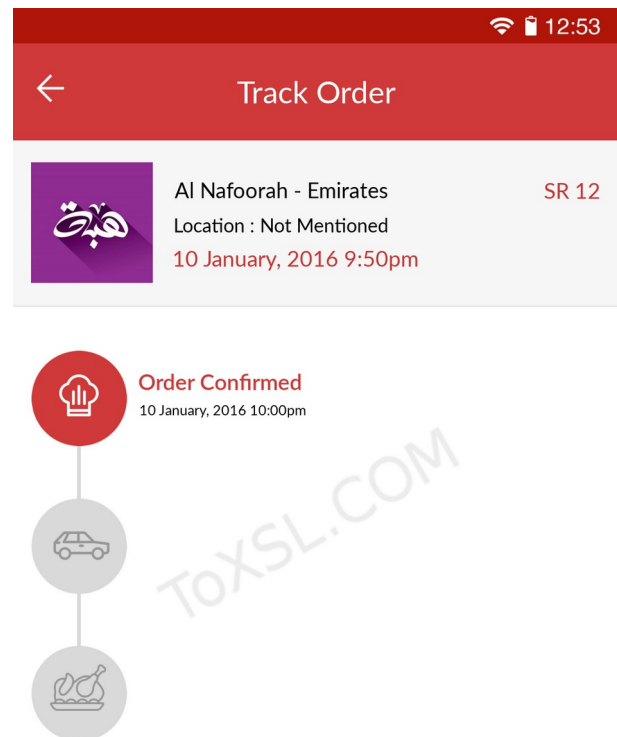 12:53
Track Order
هبة
Al Nafoorah - Emirates
SR 12
Location : Not Mentioned
10 January, 2016 9:50pm
Order Confirmed
10 January, 2016 10:00pm
ToXSL.COM